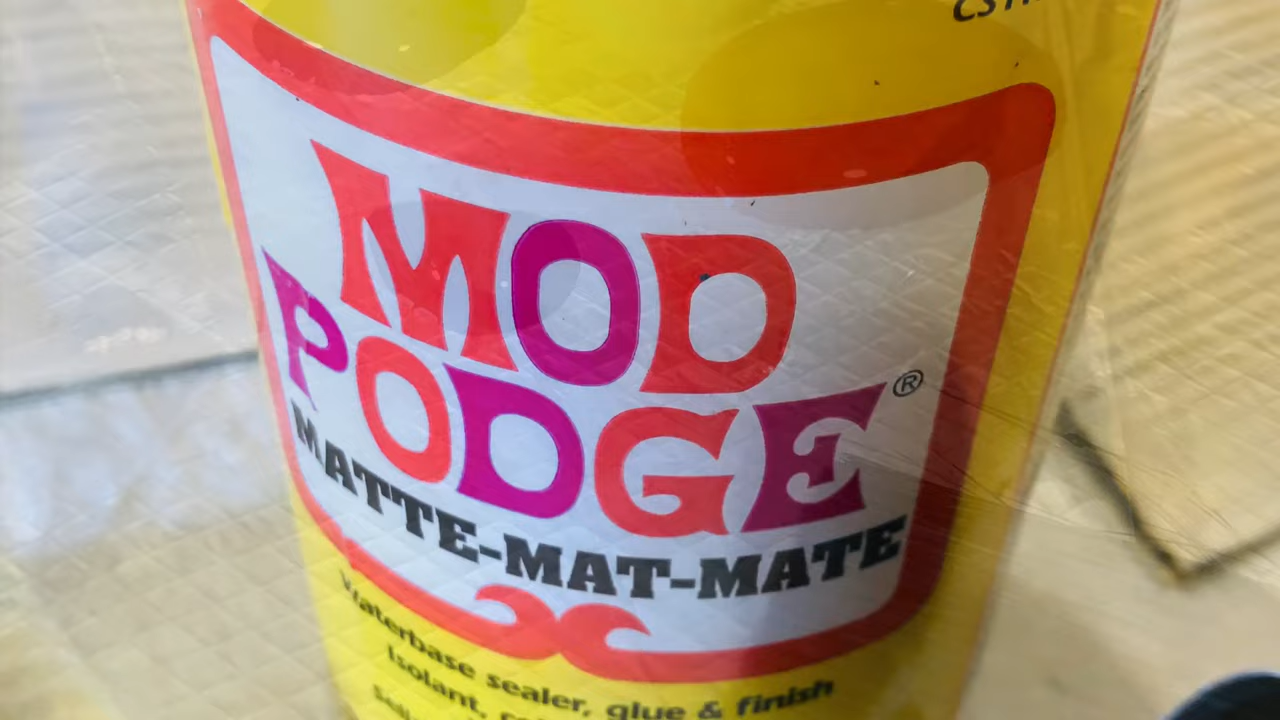 MOD
PODGE®
MATTE-MAT-MATE
Waterbase sealer, glue & finish
Isolant,